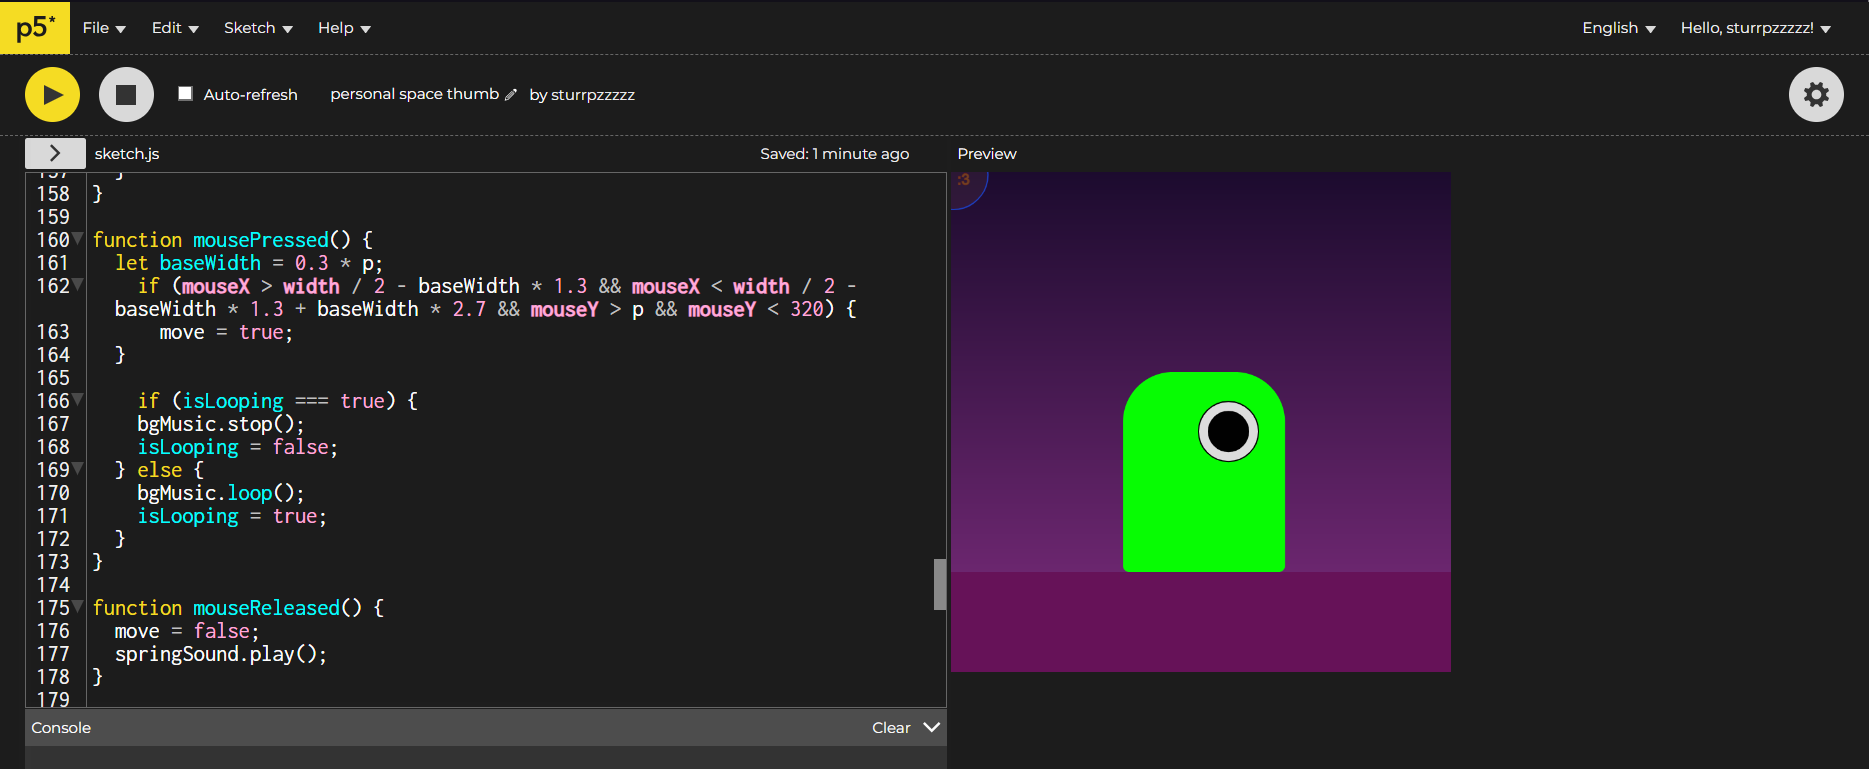 p5* File Edit Sketch Help English Hello, sturrpzzzzz!
Auto-refresh personal space thumb by sturrpzzzzz
sketch.js Saved: 1 minute ago Preview
:3
157 }
158 }
159
160 function mousePressed() {
161 let baseWidth = 0.3 * p;
162 if (mouseX > width / 2 - baseWidth * 1.3 && mouseX < width / 2 -
baseWidth * 1.3 + baseWidth * 2.7 && mouseY > p && mouseY < 320) {
163 move = true;
164 }
165
166 if (isLooping === true) {
167 bgMusic.stop();
168 isLooping = false;
169 } else {
170 bgMusic.loop();
171 isLooping = true;
172 }
173 }
174
175 function mouseReleased() {
176 move = false;
177 springSound.play();
178 }
179
Console Clear